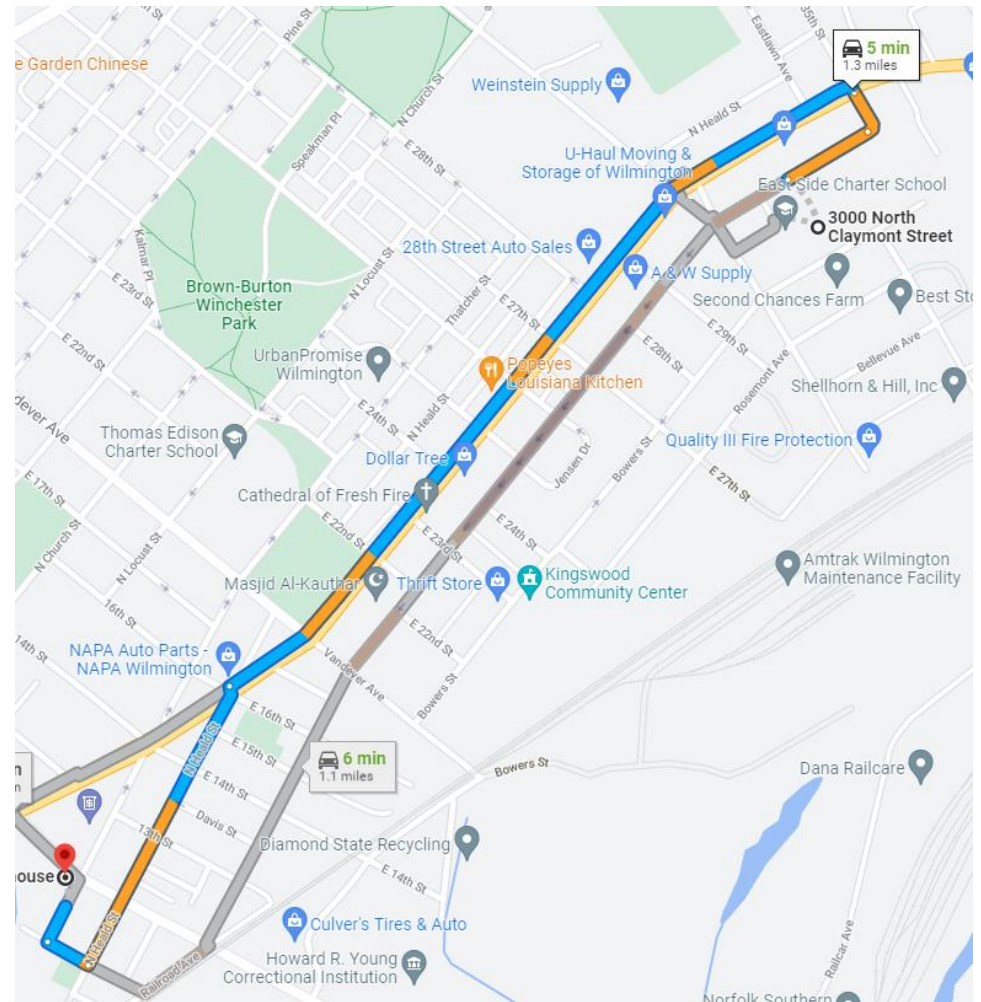 Pine St
35th St
5 min
1.3 miles
e Garden Chinese
Eastlawn Ave
N Church St
Weinstein Supply
N Heald St
Speakman Pl
E 28th St
U-Haul Moving &
Storage of Wilmington
East Side Charter School
3000 North
Claymont Street
Kalmar Pl
N Locust St
28th Street Auto Sales
A & W Supply
E 23rd St
Brown-Burton
Winchester
Park
Thatcher St
E 27th St
Second Chances Farm
Best Sto
E 22nd St
E 29th St
E 28th St
Bellevue Ave
UrbanPromise
Wilmington
Popeyes
Louisiana Kitchen
Rosemont Ave
Shellhorn & Hill, Inc
ndever Ave
E 24th St
N Heald St
Thomas Edison
Charter School
Quality III Fire Protection
Dollar Tree
Jensen Dr
Bowers St
E 17th St
Cathedral of Fresh Fire
E 27th St
E 22nd St
E 24th St
N Church St
N Locust St
E 23rd St
Amtrak Wilmington
Maintenance Facility
Masjid Al-Kauthar
Thrift Store
Kingswood
Community Center
16th St
E 22nd St
14th St
NAPA Auto Parts -
NAPA Wilmington
Vandever Ave
Bowers St
E 16th St
N Heald St
E 15th St
6 min
1.1 miles
n
Bowers St
E 14th St
Dana Railcare
Davis St
13th St
Diamond State Recycling
E 14th St
ouse
Culver's Tires & Auto
N Heald St
Railroad Ave
Howard R. Young
Correctional Institution
Railcar Ave
Norfolk Southern